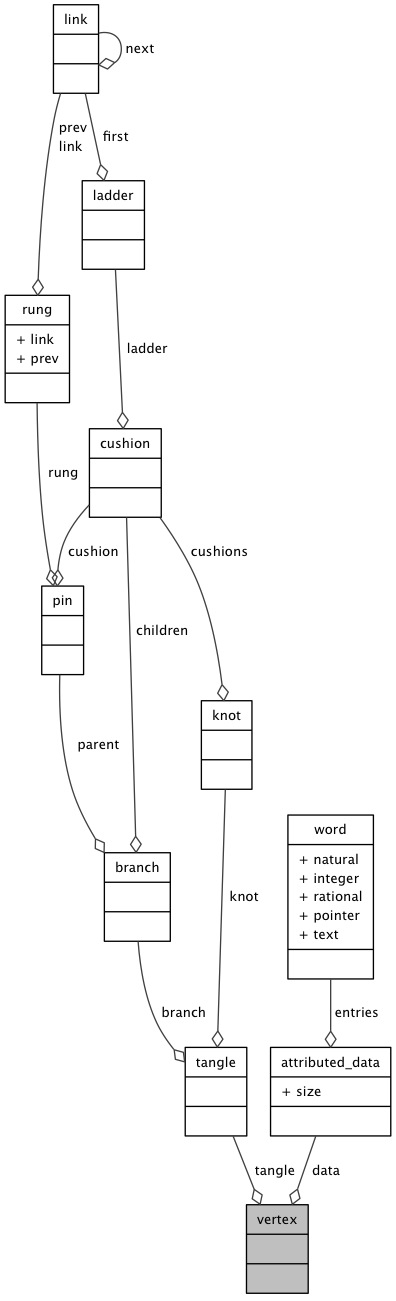 link
next
prev
link
first
ladder
rung
+ link
+ prev
ladder
cushion
rung
cushion
cushions
pin
children
parent
knot
word
+ natural
+ integer
+ rational
+ pointer
+ text
branch
knot
branch
entries
tangle
attributed_data
+ size
tangle
data
vertex